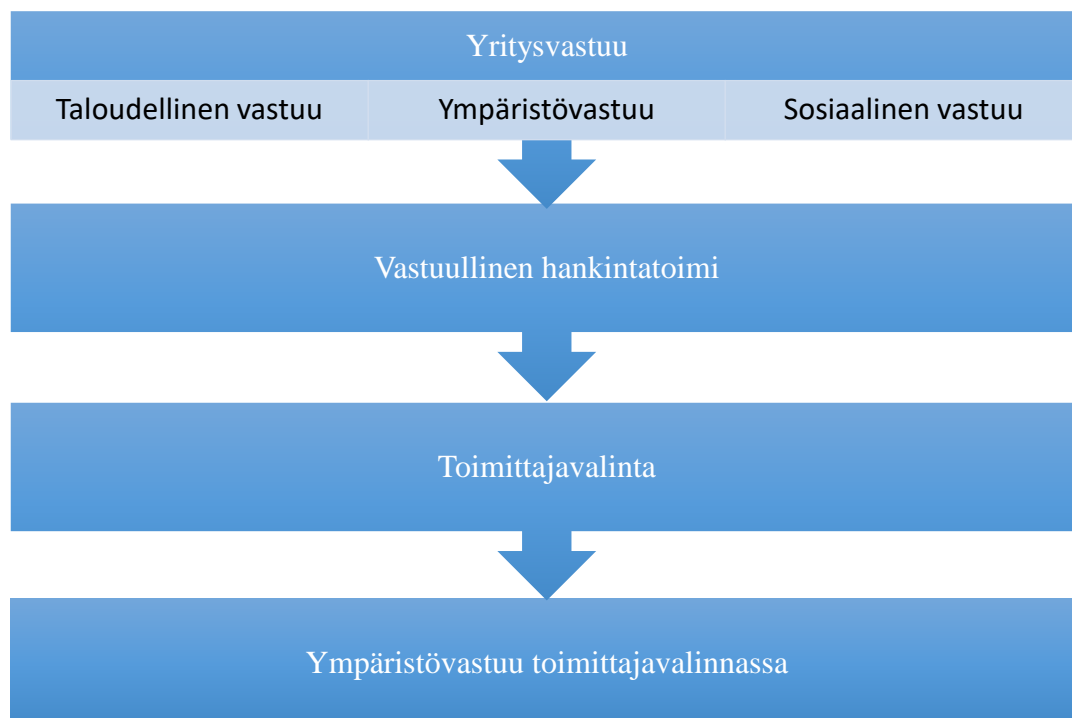 Yritysvastuu
Taloudellinen vastuu Ympäristövastuu Sosiaalinen vastuu
Vastuullinen hankintatoimi
Toimittajavalinta
Ympäristövastuu toimittajavalinnassa